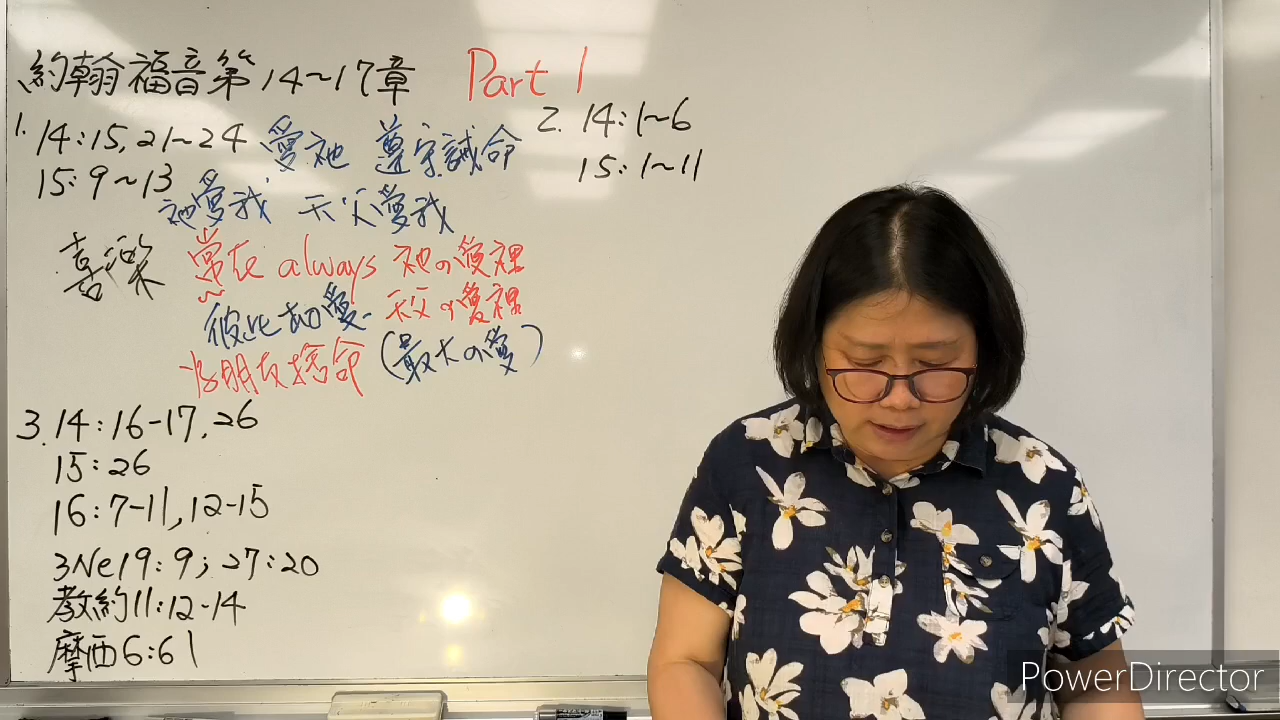 約翰福音第14~17章 Part 1
1. 14:15, 21~24 愛祂 遵守誡命
15:9~13
祂愛我 天父愛我
喜樂 常在 always 祂の愛裡
彼此相愛. 天父の愛裡
為朋友捨命 (最大の愛)
2. 14:1~6
15:1~11
3. 14:16-17, 26
15:26
16:7-11, 12-15
3Ne19:9; 27:20
教約11:12-14
摩西6:61
PowerDirector